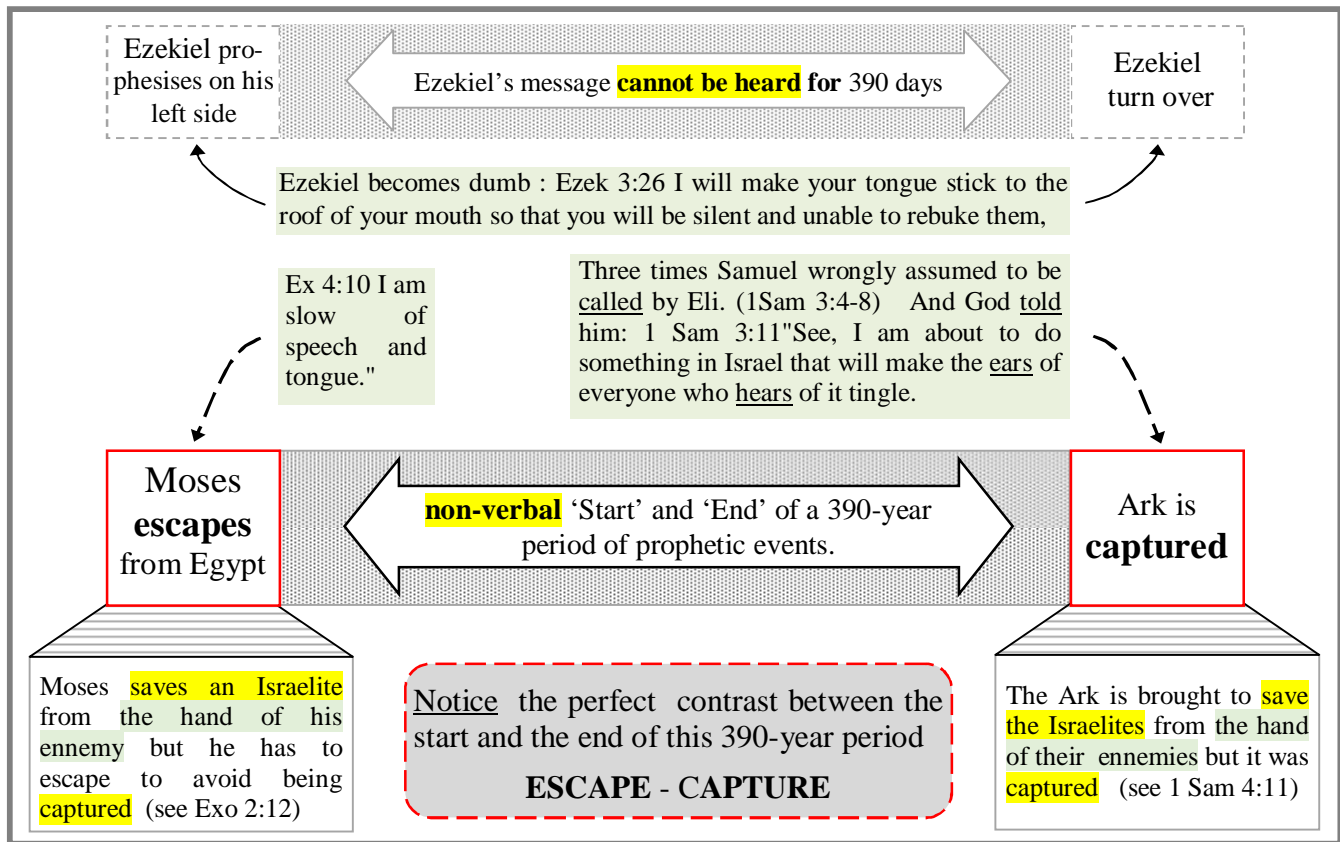 Ezekiel pro-
phesises on his
left side
Ezekiel’s message cannot be heard for 390 days
Ezekiel
turn over
Ezekiel becomes dumb : Ezek 3:26 I will make your tongue stick to the
roof of your mouth so that you will be silent and unable to rebuke them,
Ex 4:10 I am
slow of
speech and
tongue."
Three times Samuel wrongly assumed to be
called by Eli. (1Sam 3:4-8) And God told
him: 1 Sam 3:11"See, I am about to do
something in Israel that will make the ears of
everyone who hears of it tingle.
Moses
escapes
from Egypt
non-verbal ‘Start’ and ‘End’ of a 390-year
period of prophetic events.
Ark is
captured
Moses saves an Israelite
from the hand of his
ennemy but he has to
escape to avoid being
captured (see Exo 2:12)
Notice the perfect contrast between the
start and the end of this 390-year period
ESCAPE - CAPTURE
The Ark is brought to save
the Israelites from the hand
of their ennemies but it was
captured (see 1 Sam 4:11)